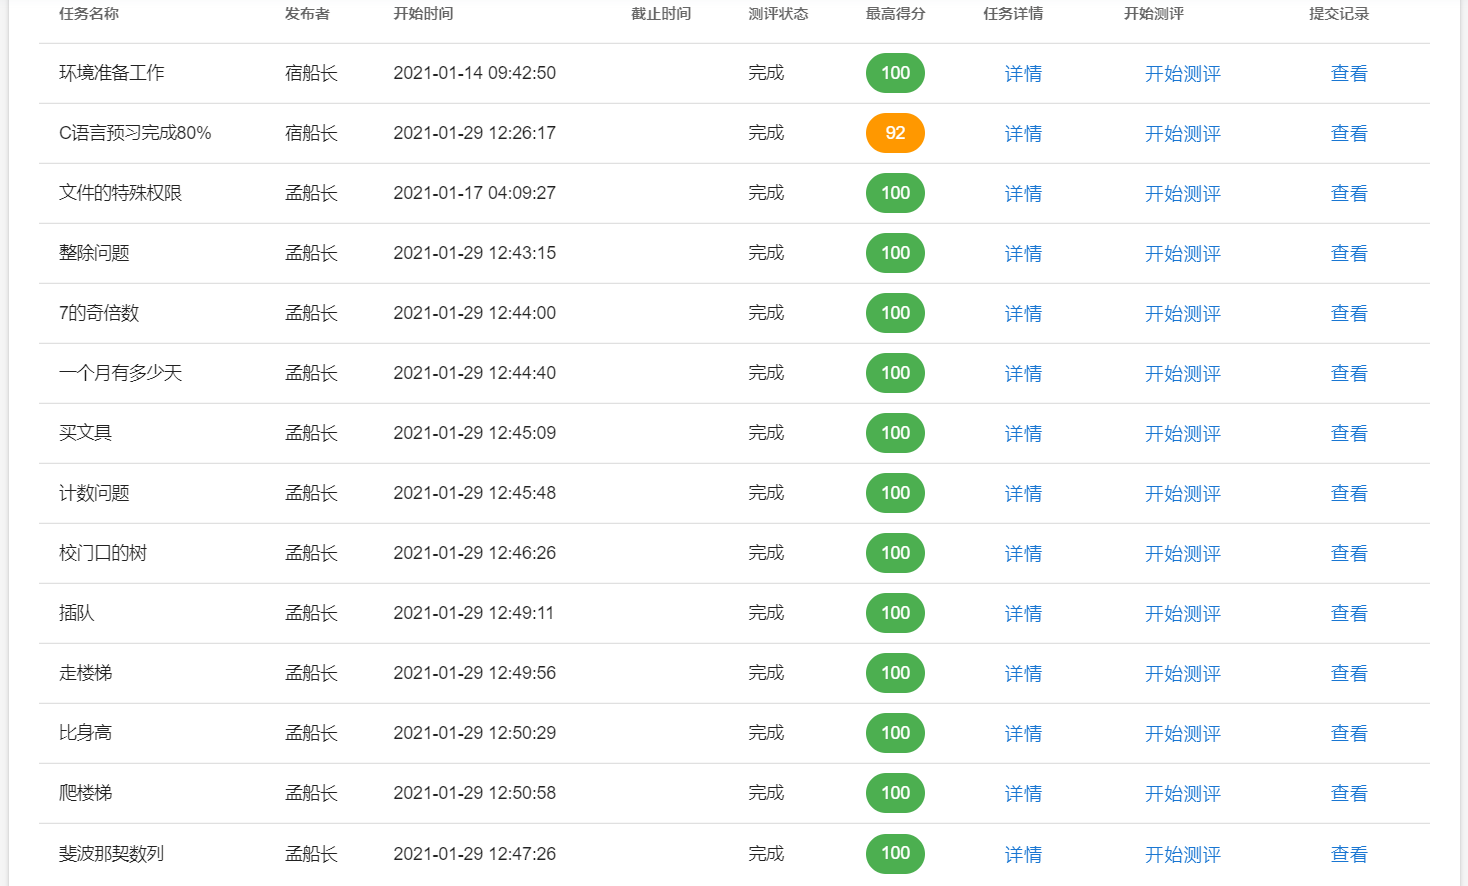 任务名称 发布者 开始时间 截止时间 测评状态 最高得分 任务详情 开始测评 提交记录
环境准备工作 宿船长 2021-01-14 09:42:50 完成 100 详情 开始测评 查看
C语言预习完成80% 宿船长 2021-01-29 12:26:17 完成 92 详情 开始测评 查看
文件的特殊权限 孟船长 2021-01-17 04:09:27 完成 100 详情 开始测评 查看
整除问题 孟船长 2021-01-29 12:43:15 完成 100 详情 开始测评 查看
7的奇倍数 孟船长 2021-01-29 12:44:00 完成 100 详情 开始测评 查看
一个月有多少天 孟船长 2021-01-29 12:44:40 完成 100 详情 开始测评 查看
买文具 孟船长 2021-01-29 12:45:09 完成 100 详情 开始测评 查看
计数问题 孟船长 2021-01-29 12:45:48 完成 100 详情 开始测评 查看
校门口的树 孟船长 2021-01-29 12:46:26 完成 100 详情 开始测评 查看
插队 孟船长 2021-01-29 12:49:11 完成 100 详情 开始测评 查看
走楼梯 孟船长 2021-01-29 12:49:56 完成 100 详情 开始测评 查看
比身高 孟船长 2021-01-29 12:50:29 完成 100 详情 开始测评 查看
爬楼梯 孟船长 2021-01-29 12:50:58 完成 100 详情 开始测评 查看
斐波那契数列 孟船长 2021-01-29 12:47:26 完成 100 详情 开始测评 查看